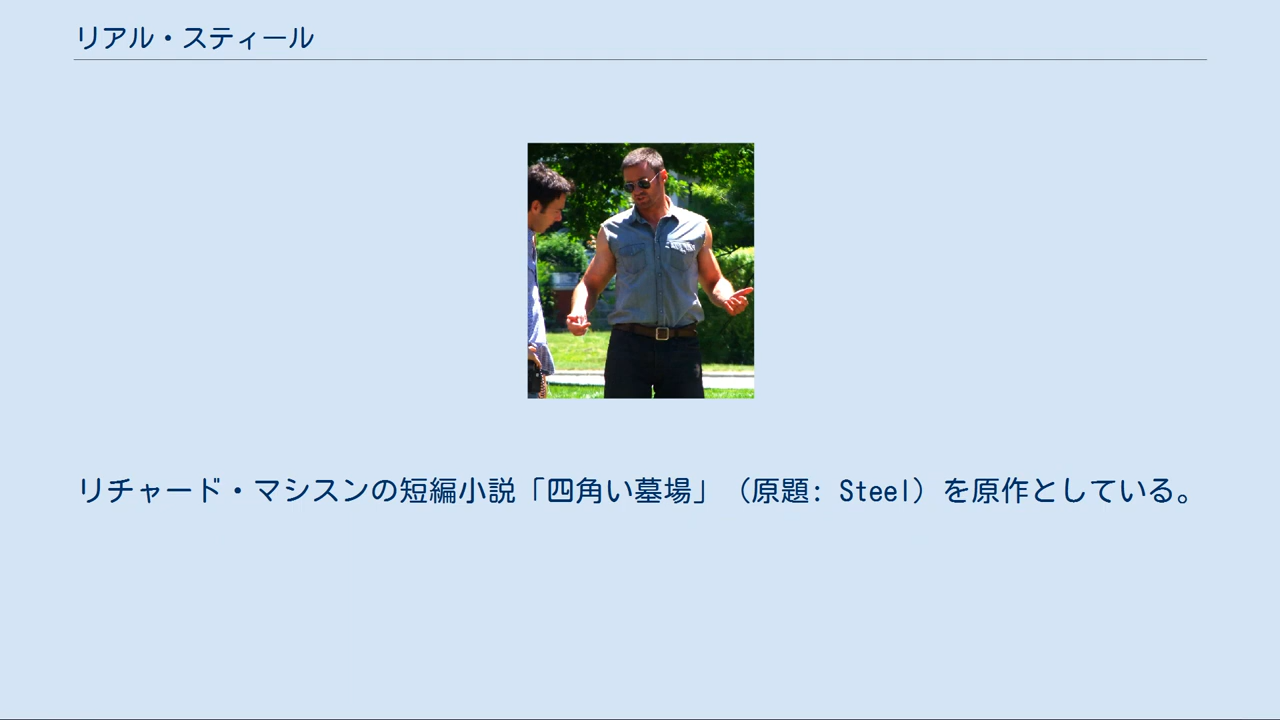 リアル・スティール
リチャード・マシスンの短編小説「四角い墓場」（原題: Steel）を原作としている。